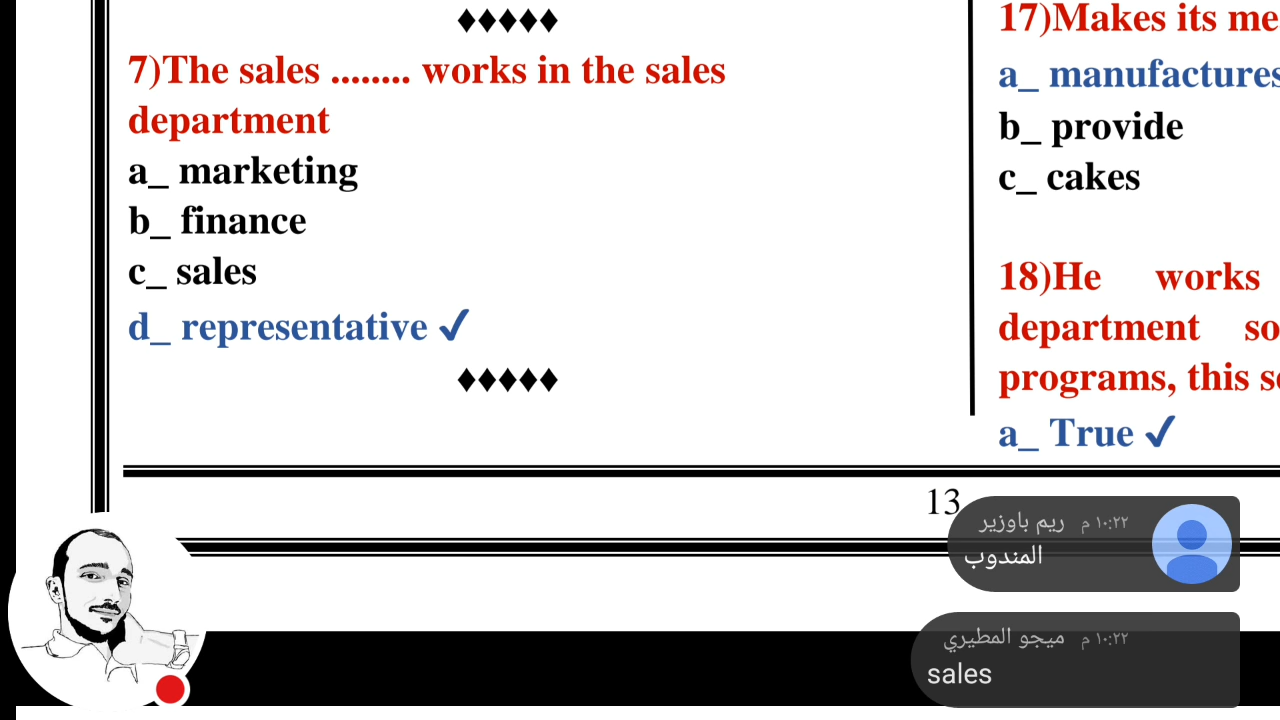 ♦♦♦♦♦
7)The sales ........ works in the sales
department
a_ marketing
b_ finance
c_ sales
d_ representative ✓
♦♦♦♦♦
17)Makes its me
a_ manufactures
b_ provide
c_ cakes
18)He works
department so
programs, this
a_ True ✓
13
ريم باوزير ١٠:٢٢ م
المندوب
ميجو المطيري ١٠:٢٢ م
sales